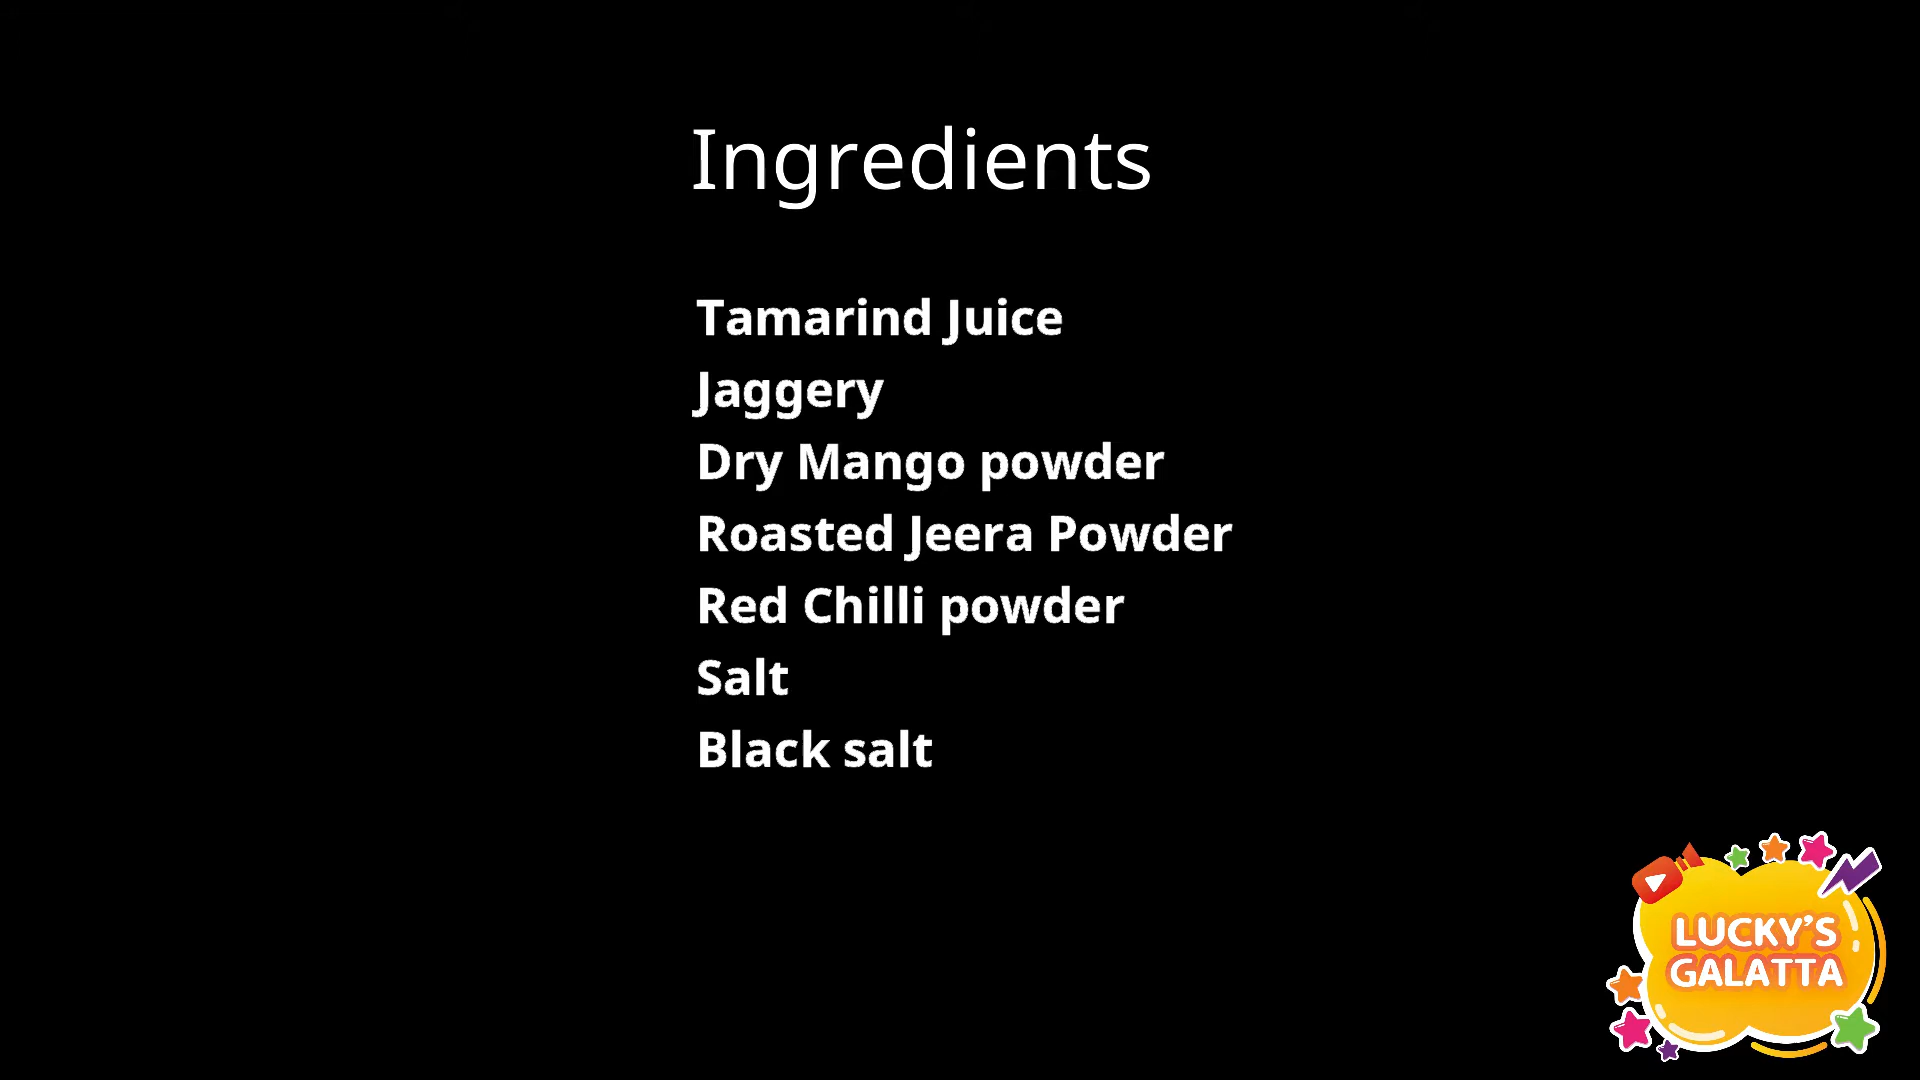 Ingredients
Tamarind Juice
Jaggery
Dry Mango powder
Roasted Jeera Powder
Red Chilli powder
Salt
Black salt
LUCKY'S
GALATTA